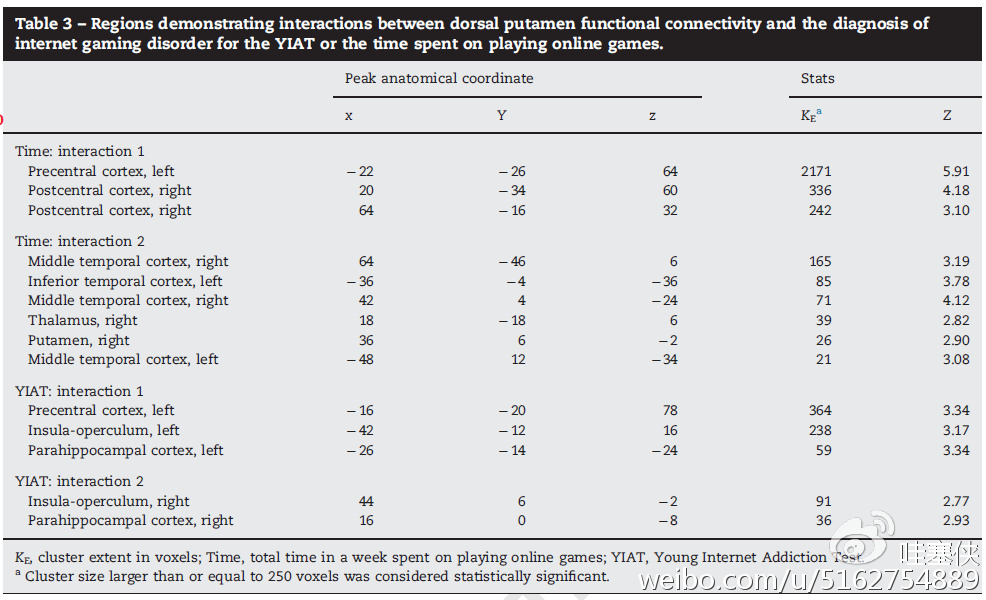 Table 3 – Regions demonstrating interactions between dorsal putamen functional connectivity and the diagnosis of
internet gaming disorder for the YIAT or the time spent on playing online games.
Peak anatomical coordinate Stats
x Y z KEa Z
Time: interaction 1
Precentral cortex, left −22 −26 64 2171 5.91
Postcentral cortex, right 20 −34 60 336 4.18
Postcentral cortex, right 64 −16 32 242 3.10
Time: interaction 2
Middle temporal cortex, right 64 −46 6 165 3.19
Inferior temporal cortex, left −36 −4 −36 85 3.78
Middle temporal cortex, right 42 4 −24 71 4.12
Thalamus, right 18 −18 6 39 2.82
Putamen, right 36 6 −2 26 2.90
Middle temporal cortex, left −48 12 −34 21 3.08
YIAT: interaction 1
Precentral cortex, left −16 −20 78 364 3.34
Insula-operculum, left −42 −12 16 238 3.17
Parahippocampal cortex, left −26 −14 −24 59 3.34
YIAT: interaction 2
Insula-operculum, right 44 6 −2 91 2.77
Parahippocampal cortex, right 16 0 −8 36 2.93
KE, cluster extent in voxels; Time, total time in a week spent on playing online games; YIAT, Young Internet Addiction Test.
a Cluster size larger than or equal to 250 voxels was considered statistically significant.
哇塞侠
weibo.com/u/5162754889